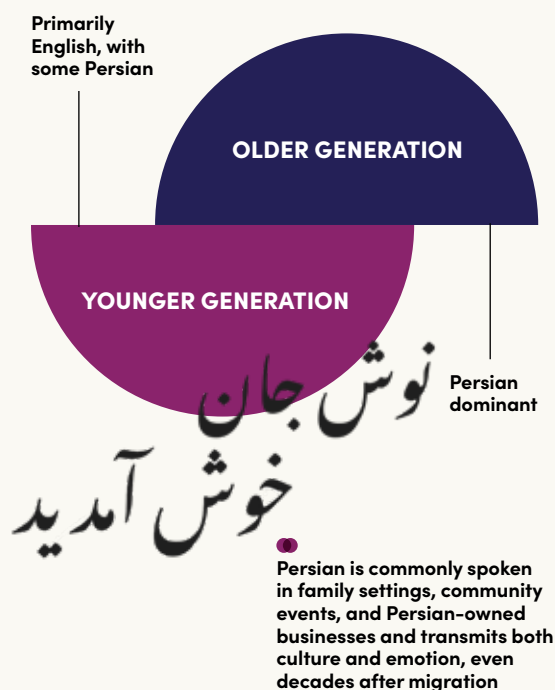 Primarily
English, with
some Persian
OLDER GENERATION
YOUNGER GENERATION
نوش جان
Persian
dominant
خوش آمدید
Persian is commonly spoken
in family settings, community
events, and Persian-owned
businesses and transmits both
culture and emotion, even
decades after migration